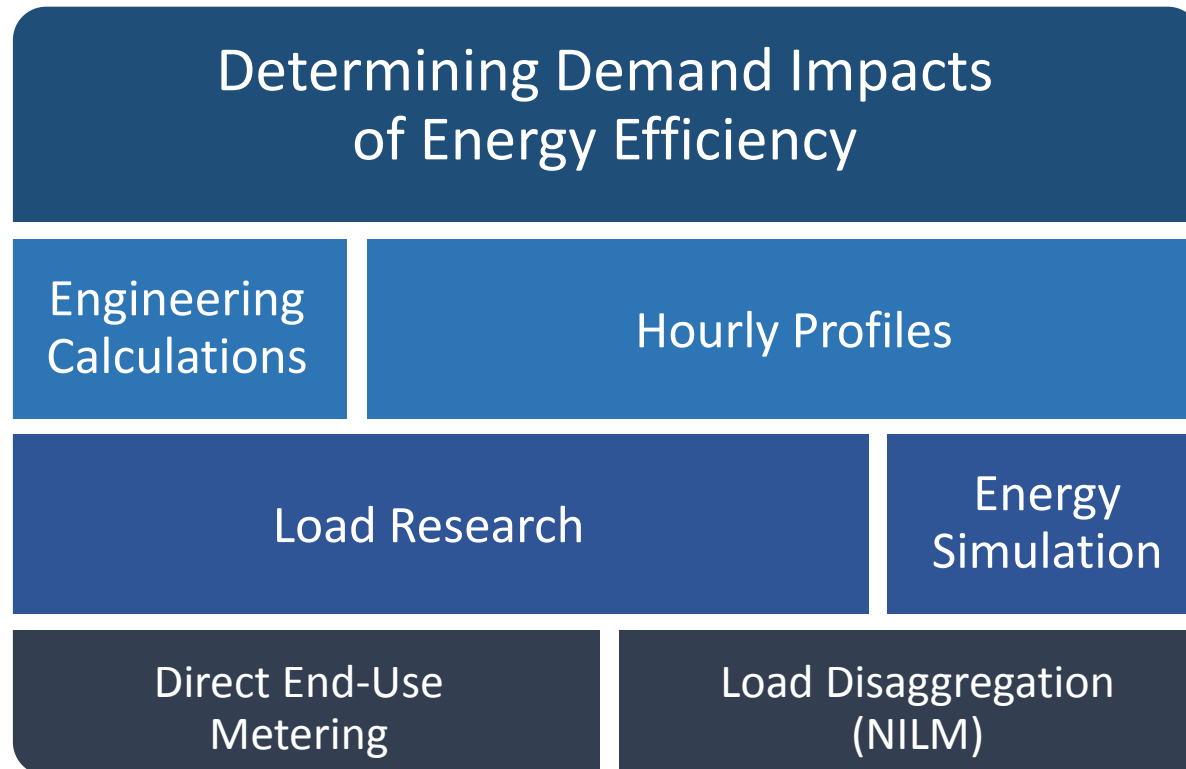 Determining Demand Impacts
of Energy Efficiency
Engineering
Calculations
Hourly Profiles
Load Research
Energy
Simulation
Direct End-Use
Metering
Load Disaggregation
(NILM)